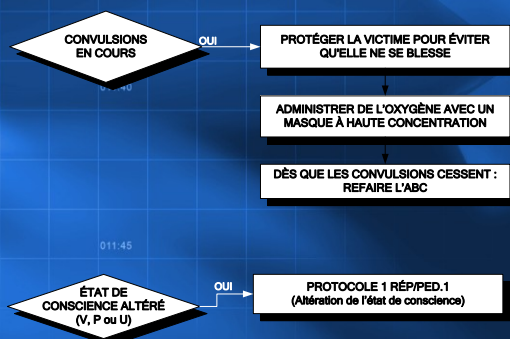 CONVULSIONS
EN COURS
OUI
PROTÉGER LA VICTIME POUR ÉVITER
QU'ELLE NE SE BLESSE
ADMINISTRER DE L'OXYGÈNE AVEC UN
MASQUE À HAUTE CONCENTRATION
DÈS QUE LES CONVULSIONS CESSENT :
REFAIRE L'ABC
011:45
ÉTAT DE
CONSCIENCE ALTÉRÉ
(V, P ou U)
OUI
PROTOCOLE 1 RÉP/PED.1
(Altération de l'état de conscience)